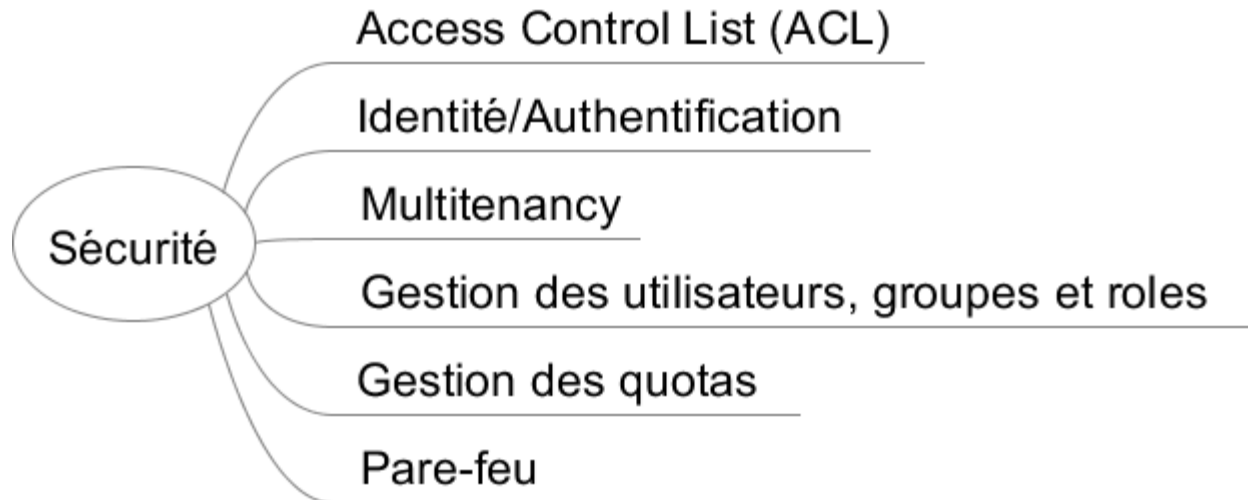 Access Control List (ACL)
Identité/Authentification
Multitenancy
Sécurité
Gestion des utilisateurs, groupes et roles
Gestion des quotas
Pare-feu